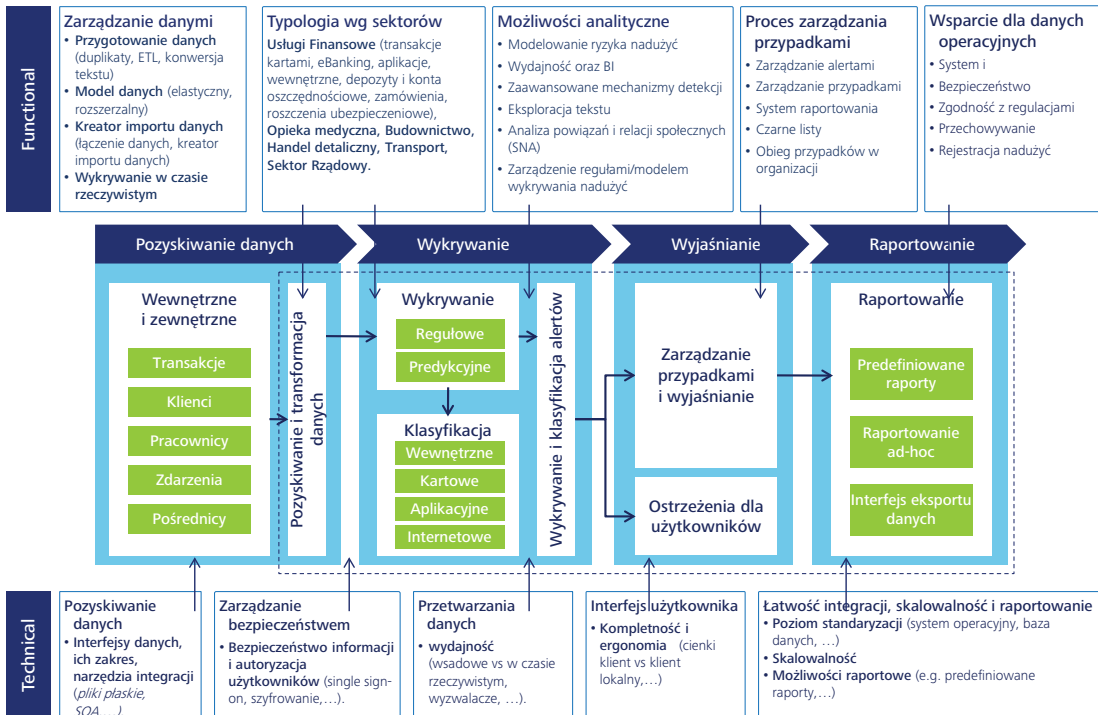 Functional
Zarządzanie danymi
• Przygotowanie danych
(duplikaty, ETL, konwersja
tekstu)
• Model danych (elastyczny,
rozszerzalny)
• Kreator importu danych
(łączenie danych, kreator
importu danych)
• Wykrywanie w czasie
rzeczywistym
Typologia wg sektorów
Usługi Finansowe (transakcje
kartami, eBanking, aplikacje,
wewnętrzne, depozyty i konta
oszczędnościowe, zamówienia,
roszczenia ubezpieczeniowe),
Opieka medyczna, Budownictwo,
Handel detaliczny, Transport,
Sektor Rządowy.
Możliwości analityczne
• Modelowanie ryzyka nadużyć
• Wydajność oraz BI
• Zaawansowane mechanizmy detekcji
• Eksploracja tekstu
• Analiza powiązań i relacji społecznych
(SNA)
• Zarządzenie regułami/modelem
wykrywania nadużyć
Proces zarządzania
przypadkami
• Zarządzanie alertami
• Zarządzanie przypadkami
• System raportowania
• Czarne listy
• Obieg przypadków w
organizacji
Wsparcie dla danych
operacyjnych
• System i
• Bezpieczeństwo
• Zgodność z regulacjami
• Przechowywanie
• Rejestracja nadużyć
Pozyskiwanie danych
Wykrywanie
Wyjaśnianie
Raportowanie
Wewnętrzne
i zewnętrzne
Transakcje
Klienci
Pracownicy
Zdarzenia
Pośrednicy
Pozyskiwanie i transformacja
danych
Wykrywanie
Regułowe
Predykcyjne
Klasyfikacja
Wewnętrzne
Kartowe
Aplikacyjne
Internetowe
Wykrywanie i klasyfikacja alertów
Zarządzanie
przypadkami
i wyjaśnianie
Ostrzeżenia dla
użytkowników
Raportowanie
Predefiniowane
raporty
Raportowanie
ad-hoc
Interfejs eksportu
danych
Technical
Pozyskiwanie
danych
• Interfejsy danych,
ich zakres,
narzędzia integracji
(pliki płaskie,
SOA,...)
Zarządzanie
bezpieczeństwem
• Bezpieczeństwo informacji
i autoryzacja
użytkowników (single sign-
on, szyfrowanie,…).
Przetwarzania
danych
• wydajność
(wsadowe vs w czasie
rzeczywistym,
wyzwalacze, …).
Interfejs użytkownika
• Kompletność i
ergonomia (cienki
klient vs klient
lokalny,…)
Łatwość integracji, skalowalność i raportowanie
• Poziom standaryzacji (system operacyjny, baza
danych, …)
• Skalowalność
• Możliwości raportowe (e.g. predefiniowane
raporty,…)